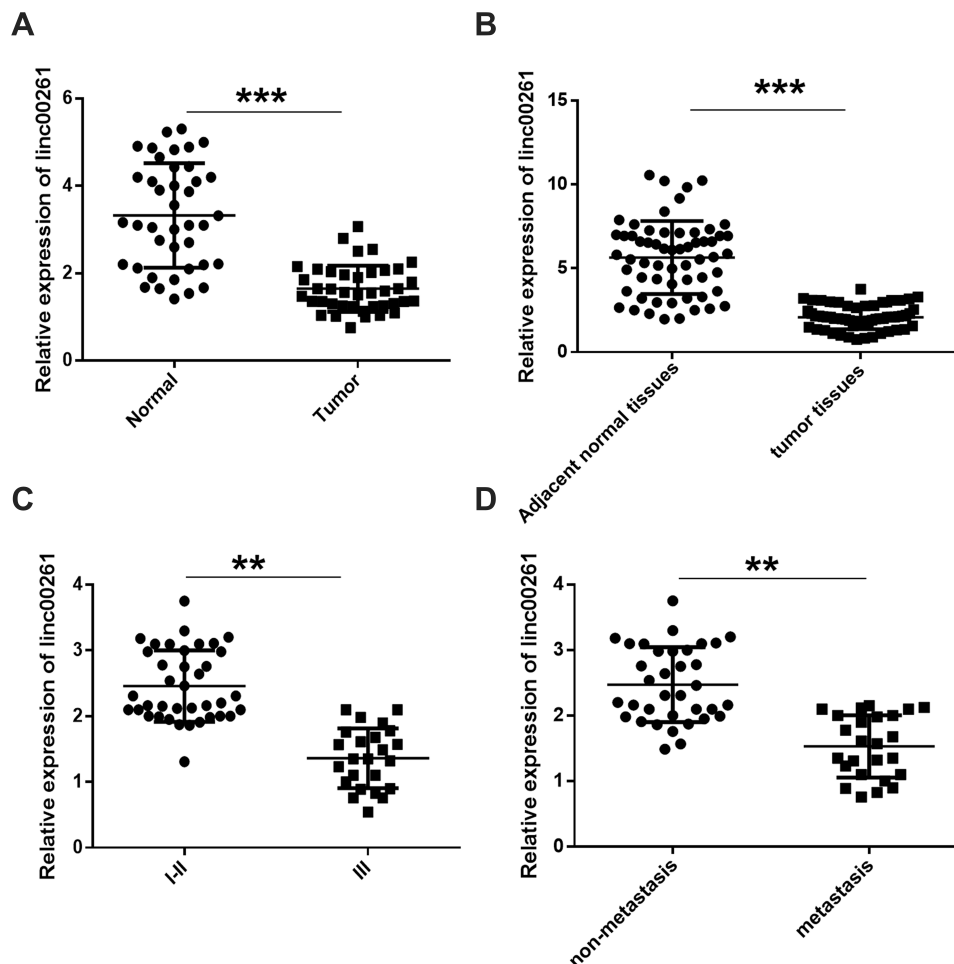 A
Relative expression of linc00261
6
4
2
0
***
Normal
Tumor
B
Relative expression of linc00261
15
10
5
0
***
Adjacent normal tissues
tumor tissues
C
Relative expression of linc00261
4
3
2
1
0
**
I-II
III
D
Relative expression of linc00261
4
3
2
1
0
**
non-metastasis
metastasis